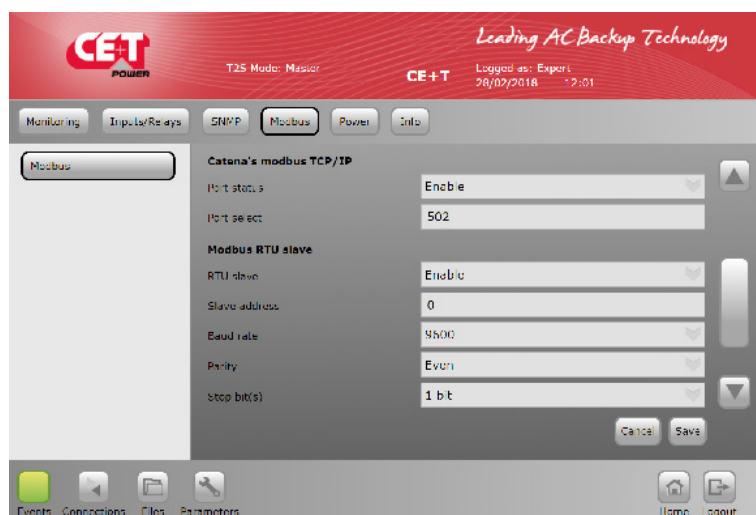 CE+T
POWER
Leading AC Backup Technology
T2S Mode: Master
CE+T
Logged as: Expert
28/02/2018 12:01
Monitoring Inputs/Relays SNMP Modbus Power Info
Modbus
Catena's modbus TCP/IP
Port status Enable
Port select 502
Modbus RTU slave
RTU slave Enable
Slave address 0
Baud rate 9600
Parity Even
Stop bit(s) 1 bit
Cancel Save
Events Connections Files Parameters Home Logout